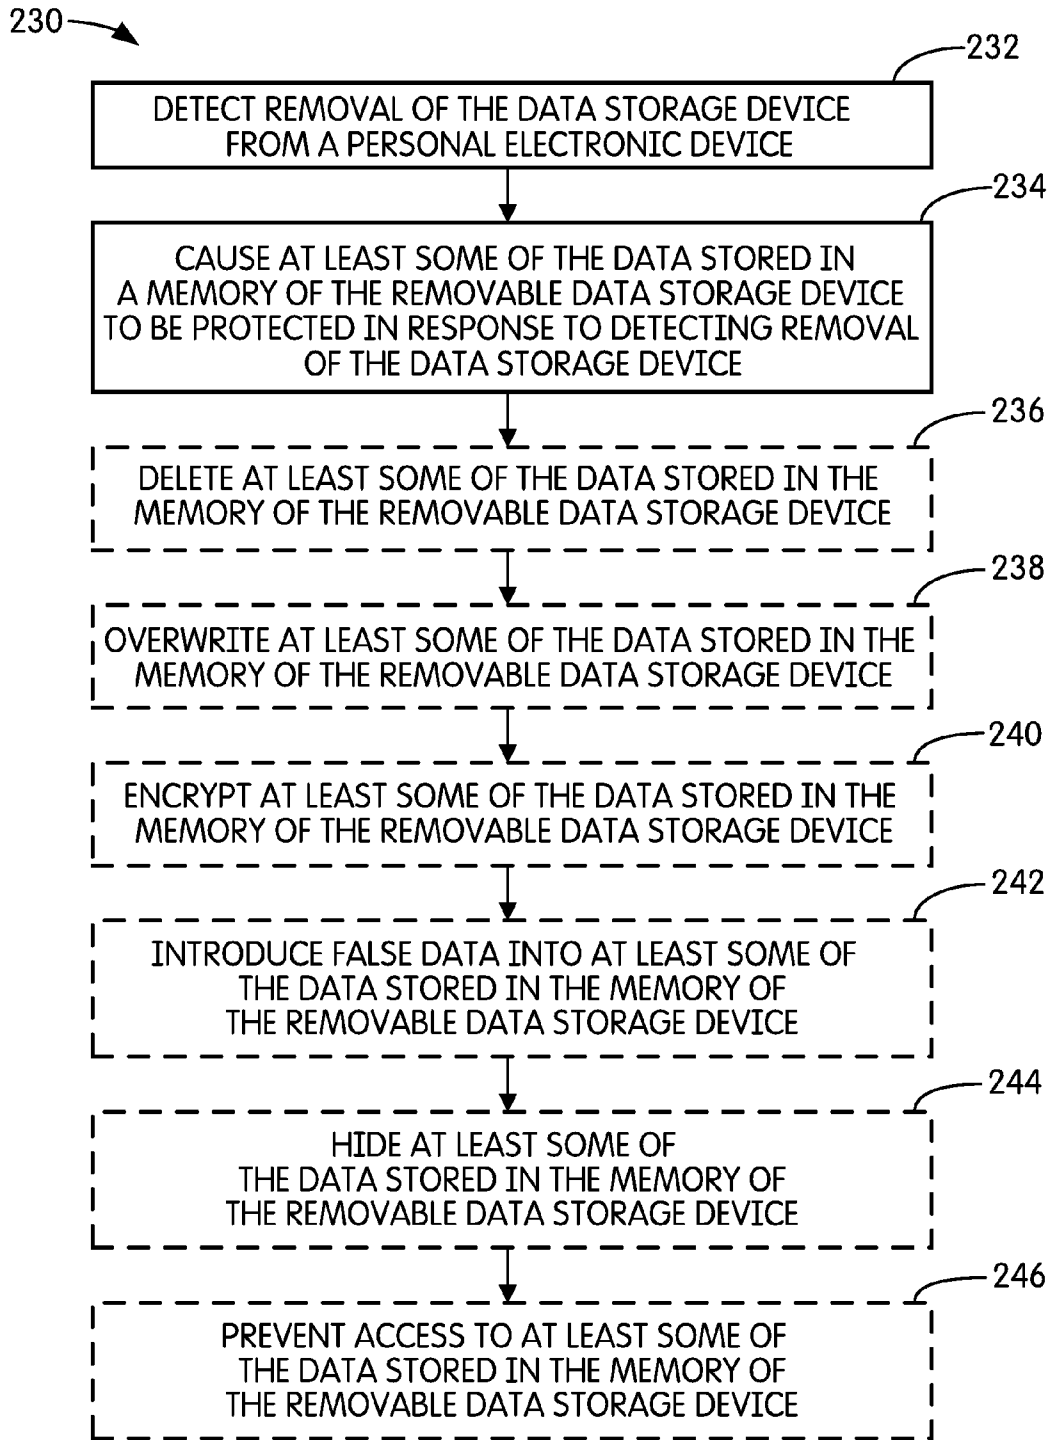 230
232
DETECT REMOVAL OF THE DATA STORAGE DEVICE
FROM A PERSONAL ELECTRONIC DEVICE
234
CAUSE AT LEAST SOME OF THE DATA STORED IN
A MEMORY OF THE REMOVABLE DATA STORAGE DEVICE
TO BE PROTECTED IN RESPONSE TO DETECTING REMOVAL
OF THE DATA STORAGE DEVICE
236
DELETE AT LEAST SOME OF THE DATA STORED IN THE
MEMORY OF THE REMOVABLE DATA STORAGE DEVICE
238
OVERWRITE AT LEAST SOME OF THE DATA STORED IN THE
MEMORY OF THE REMOVABLE DATA STORAGE DEVICE
240
ENCRYPT AT LEAST SOME OF THE DATA STORED IN THE
MEMORY OF THE REMOVABLE DATA STORAGE DEVICE
242
INTRODUCE FALSE DATA INTO AT LEAST SOME OF
THE DATA STORED IN THE MEMORY OF
THE REMOVABLE DATA STORAGE DEVICE
244
HIDE AT LEAST SOME OF
THE DATA STORED IN THE MEMORY OF
THE REMOVABLE DATA STORAGE DEVICE
246
PREVENT ACCESS TO AT LEAST SOME OF
THE DATA STORED IN THE MEMORY OF
THE REMOVABLE DATA STORAGE DEVICE